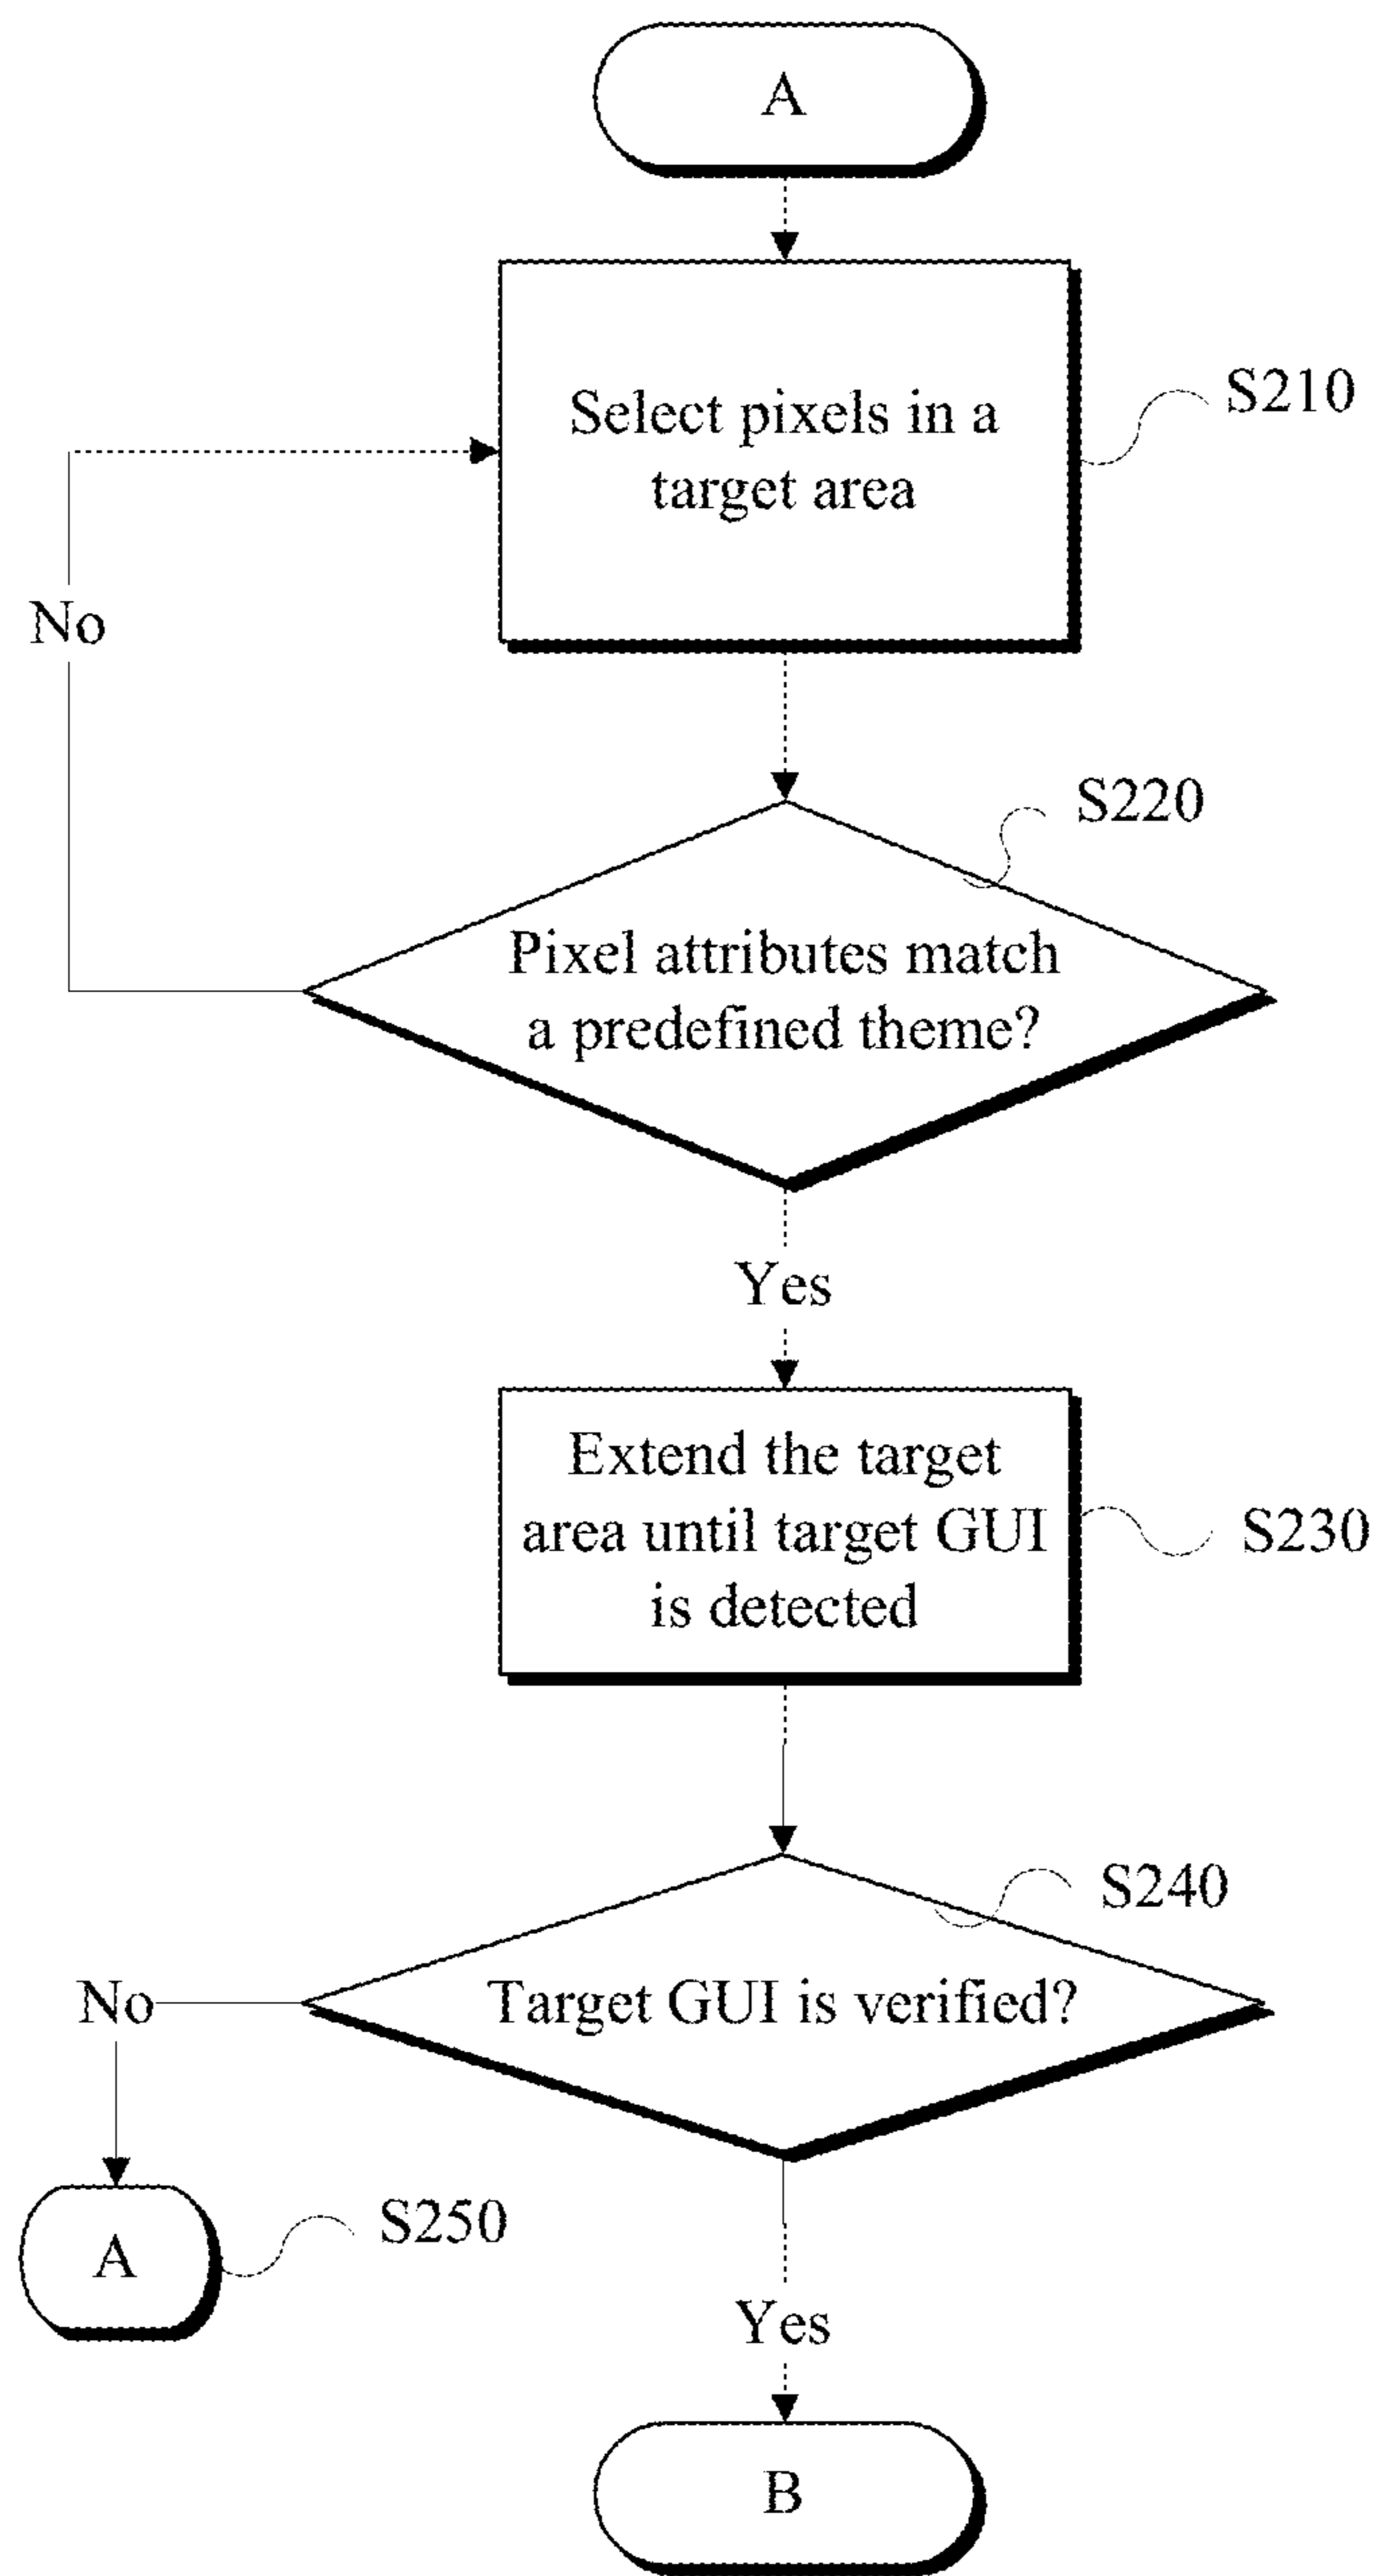 A
Select pixels in a
target area
S210
No
S220
Pixel attributes match
a predefined theme?
Yes
Extend the target
area until target GUI
is detected
S230
S240
Target GUI is verified?
No
A
S250
Yes
B